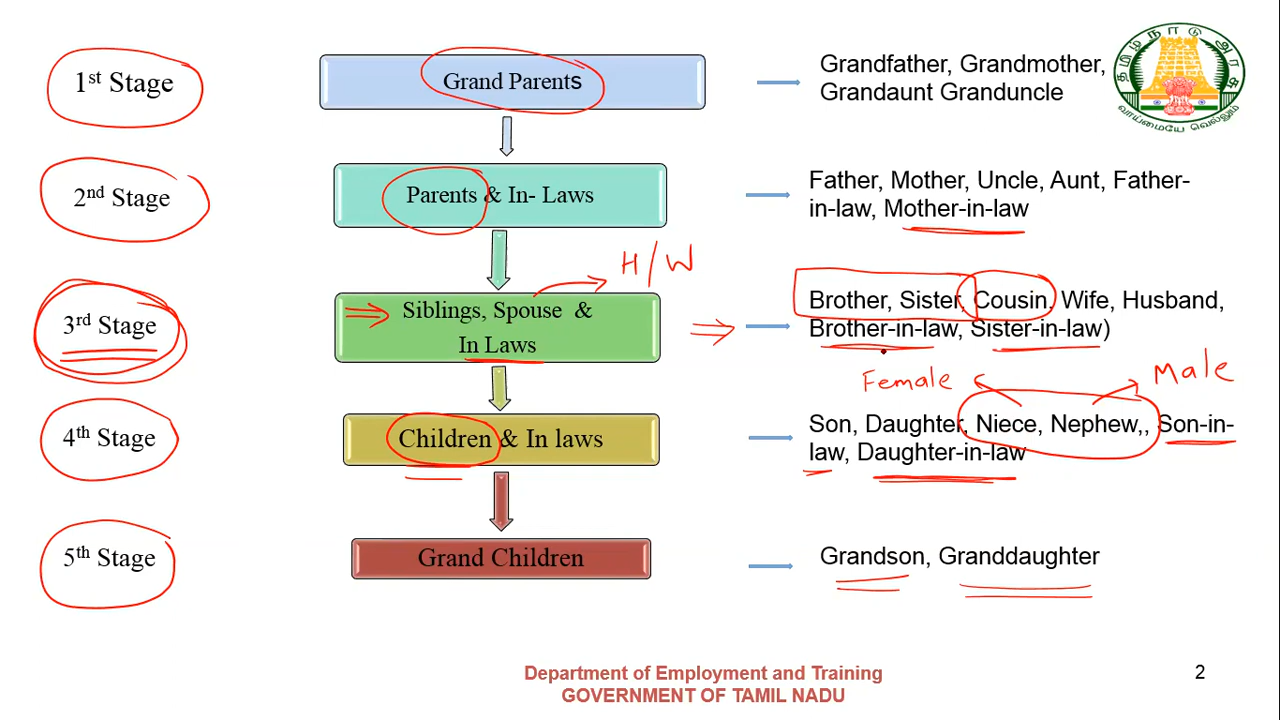 1st Stage
Grand Parents
Grandfather, Grandmother,
Grandaunt Granduncle
தமிழ்நாடு அரசு
வாய்மையே வெல்லும்
2nd Stage
Parents & In- Laws
Father, Mother, Uncle, Aunt, Father-
in-law, Mother-in-law
H/W
3rd Stage
Siblings, Spouse &
In Laws
Brother, Sister, Cousin, Wife, Husband,
Brother-in-law, Sister-in-law)
Female
Male
4th Stage
Children & In laws
Son, Daughter, Niece, Nephew,, Son-in-
law, Daughter-in-law
5th Stage
Grand Children
Grandson, Granddaughter
Department of Employment and Training
GOVERNMENT OF TAMIL NADU
2